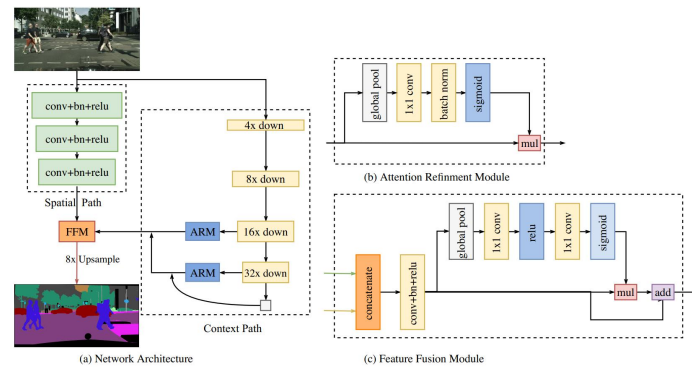 conv+bn+relu
conv+bn+relu
conv+bn+relu
Spatial Path
FFM
8x Upsample
4x down
8x down
ARM
16x down
ARM
32x down
Context Path
(a) Network Architecture
global pool
1x1 conv
batch norm
sigmoid
mul
(b) Attention Refinment Module
concatenate
conv+bn+relu
global pool
1x1 conv
relu
1x1 conv
sigmoid
mul
add
(c) Feature Fusion Module